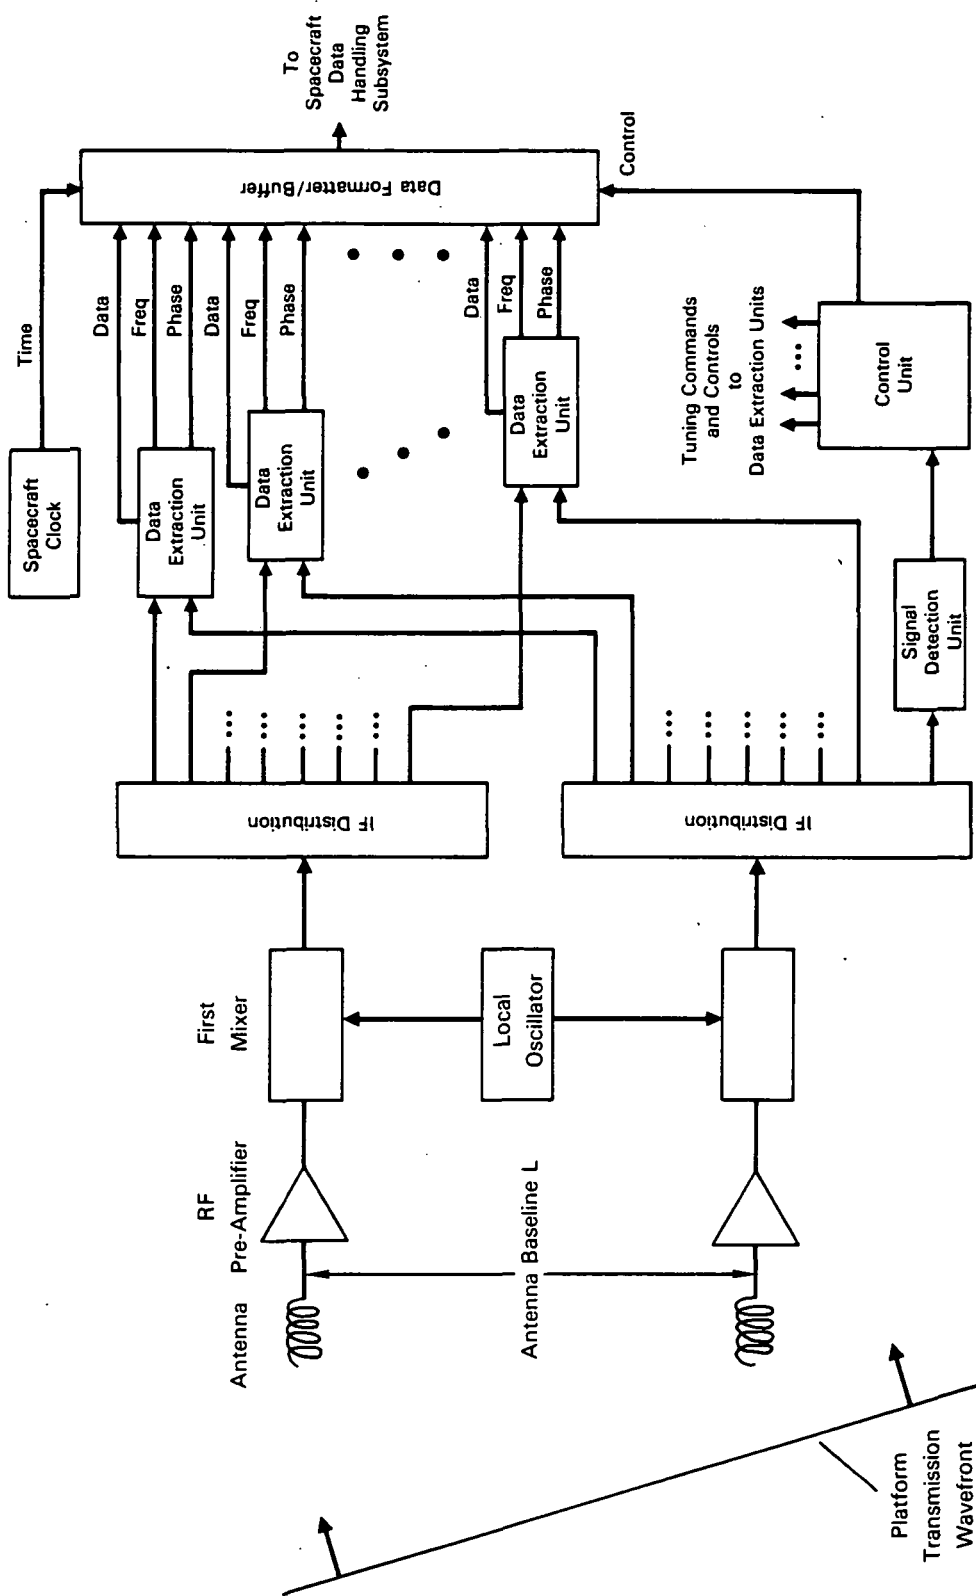 Platform
Transmission
Wavefront
Antenna
RF
Pre-Amplifier
First
Mixer
Antenna Baseline L
Local
Oscillator
IF Distribution
IF Distribution
Spacecraft
Clock
Time
Data
Extraction
Unit
Data
Freq
Phase
Data
Extraction
Unit
Data
Freq
Phase
Data
Extraction
Unit
Data
Freq
Phase
Signal
Detection
Unit
Control
Unit
Tuning Commands
and Controls
to
Data Extraction Units
Control
Data Formatter/Buffer
To
Spacecraft
Data
Handling
Subsystem